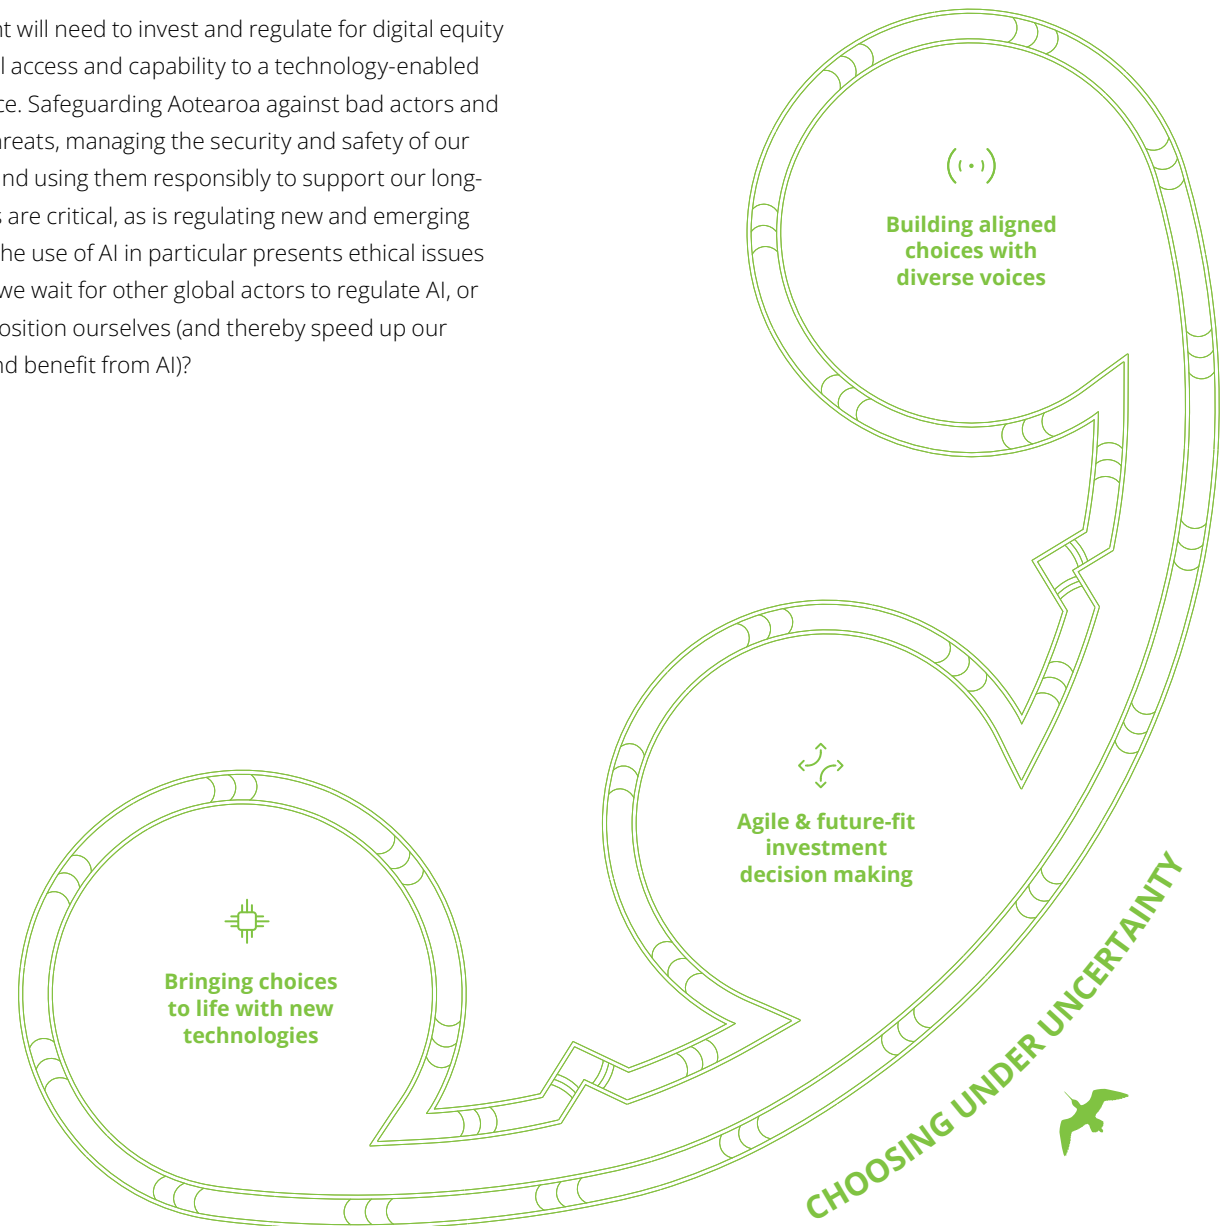 t will need to invest and regulate for digital equity
l access and capability to a technology-enabled
ce. Safeguarding Aotearoa against bad actors and
reats, managing the security and safety of our
nd using them responsibly to support our long-
s are critical, as is regulating new and emerging
he use of AI in particular presents ethical issues
we wait for other global actors to regulate AI, or
osition ourselves (and thereby speed up our
nd benefit from AI)?
Building aligned
choices with
diverse voices
Agile & future-fit
investment
decision making
Bringing choices
to life with new
technologies
CHOOSING UNDER UNCERTAINTY